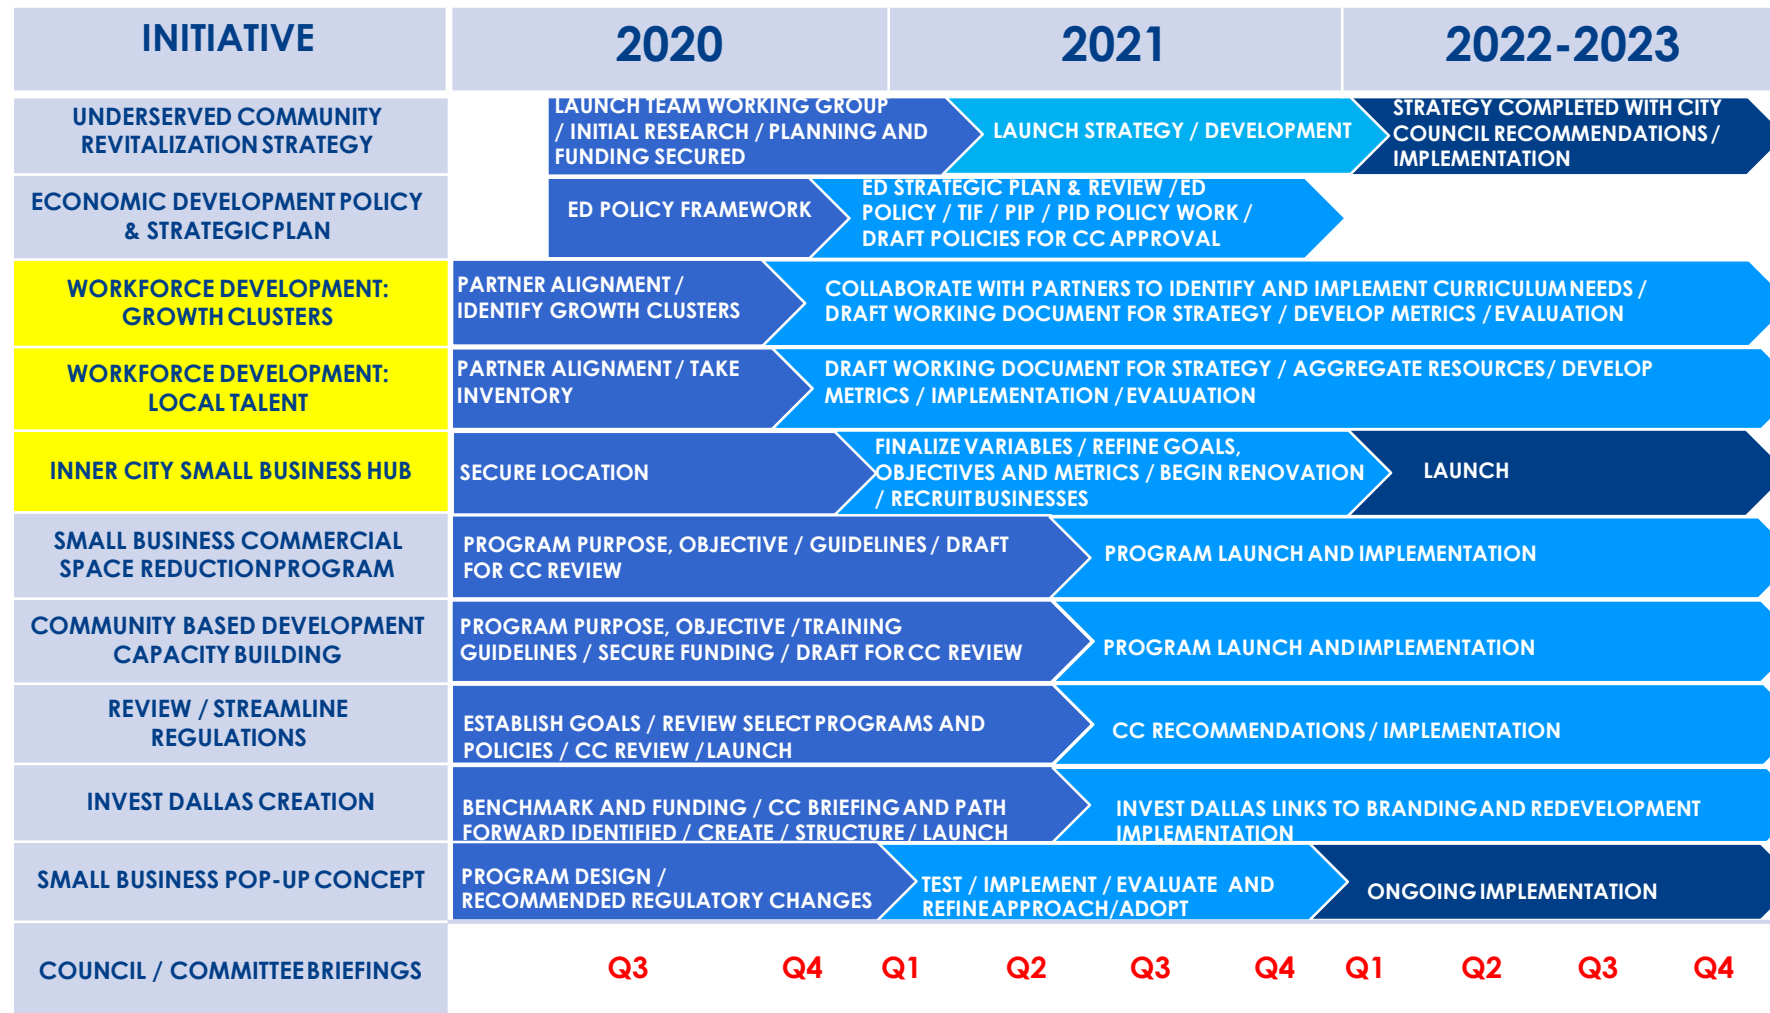 INITIATIVE
2020
2021
2022-2023
UNDERSERVED COMMUNITY
REVITALIZATION STRATEGY
LAUNCH TEAM WORKING GROUP
/ INITIAL RESEARCH / PLANNING AND
FUNDING SECURED
LAUNCH STRATEGY / DEVELOPMENT
STRATEGY COMPLETED WITH CITY
COUNCIL RECOMMENDATIONS /
IMPLEMENTATION
ECONOMIC DEVELOPMENT POLICY
& STRATEGIC PLAN
ED POLICY FRAMEWORK
ED STRATEGIC PLAN & REVIEW / ED
POLICY / TIF / PIP / PID POLICY WORK /
DRAFT POLICIES FOR CC APPROVAL
WORKFORCE DEVELOPMENT:
GROWTH CLUSTERS
PARTNER ALIGNMENT /
IDENTIFY GROWTH CLUSTERS
COLLABORATE WITH PARTNERS TO IDENTIFY AND IMPLEMENT CURRICULUM NEEDS /
DRAFT WORKING DOCUMENT FOR STRATEGY / DEVELOP METRICS / EVALUATION
WORKFORCE DEVELOPMENT:
LOCAL TALENT
PARTNER ALIGNMENT / TAKE
INVENTORY
DRAFT WORKING DOCUMENT FOR STRATEGY / AGGREGATE RESOURCES / DEVELOP
METRICS / IMPLEMENTATION / EVALUATION
INNER CITY SMALL BUSINESS HUB
SECURE LOCATION
FINALIZE VARIABLES / REFINE GOALS,
OBJECTIVES AND METRICS / BEGIN RENOVATION
/ RECRUIT BUSINESSES
LAUNCH
SMALL BUSINESS COMMERCIAL
SPACE REDUCTION PROGRAM
PROGRAM PURPOSE, OBJECTIVE / GUIDELINES / DRAFT
FOR CC REVIEW
PROGRAM LAUNCH AND IMPLEMENTATION
COMMUNITY BASED DEVELOPMENT
CAPACITY BUILDING
PROGRAM PURPOSE, OBJECTIVE / TRAINING
GUIDELINES / SECURE FUNDING / DRAFT FOR CC REVIEW
PROGRAM LAUNCH AND IMPLEMENTATION
REVIEW / STREAMLINE
REGULATIONS
ESTABLISH GOALS / REVIEW SELECT PROGRAMS AND
POLICIES / CC REVIEW / LAUNCH
CC RECOMMENDATIONS / IMPLEMENTATION
INVEST DALLAS CREATION
BENCHMARK AND FUNDING / CC BRIEFING AND PATH
FORWARD IDENTIFIED / CREATE / STRUCTURE / LAUNCH
INVEST DALLAS LINKS TO BRANDING AND REDEVELOPMENT
IMPLEMENTATION
SMALL BUSINESS POP-UP CONCEPT
PROGRAM DESIGN /
RECOMMENDED REGULATORY CHANGES
TEST / IMPLEMENT / EVALUATE AND
REFINE APPROACH/ADOPT
ONGOING IMPLEMENTATION
COUNCIL / COMMITTEE BRIEFINGS
Q3
Q4
Q1
Q2
Q3
Q4
Q1
Q2
Q3
Q4